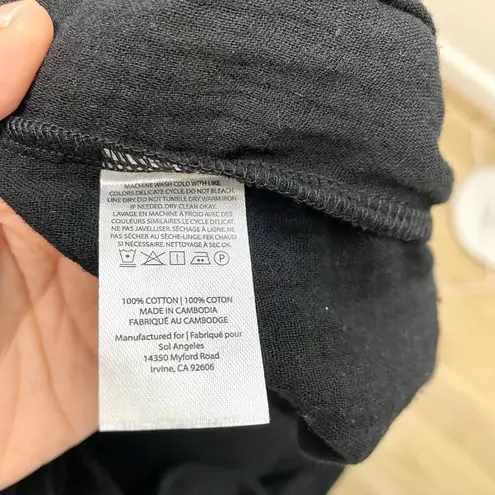 MACHINE WASH COLD WITH LIKE
COLORS.DELICATE CYCLE. DO NOT BLEACH.
LINE DRY. DO NOT TUMBLE DRY.WARM IRON
IF NEEDED. DRY CLEAN OKAY.
LAVAGE EN MACHINE À FROID AVEC DES
COULEURS SIMILAIRES.LE CYCLE DÉLICAT.
NE PAS JAVELLISER. SÉCHAGE À LIGNE.NE
PAS SÉCHER AU SÈCHE-LINGE. FER CHAUD
SI NÉCESSAIRE. NETTOYAGE À SEC OK.
P
100% COTTON | 100% COTON
MADE IN CAMBODIA
FABRIQUÉ AU CAMBODGE
Manufactured for | Fabriqué pour
Sol Angeles
14350 Myford Road
Irvine, CA 92606